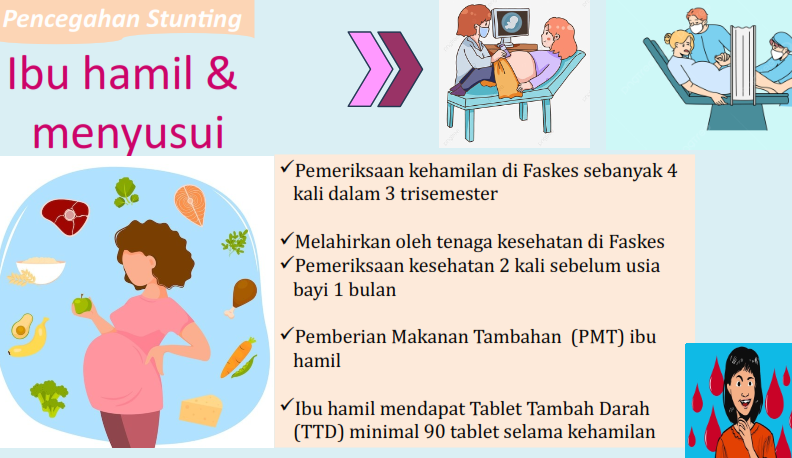 Pencegahan Stunting
Ibu hamil &
menyusui
✓Pemeriksaan kehamilan di Faskes sebanyak 4
kali dalam 3 trisemester
✓Melahirkan oleh tenaga kesehatan di Faskes
✓Pemeriksaan kesehatan 2 kali sebelum usia
bayi 1 bulan
✓Pemberian Makanan Tambahan (PMT) ibu
hamil
✓Ibu hamil mendapat Tablet Tambah Darah
(TTD) minimal 90 tablet selama kehamilan